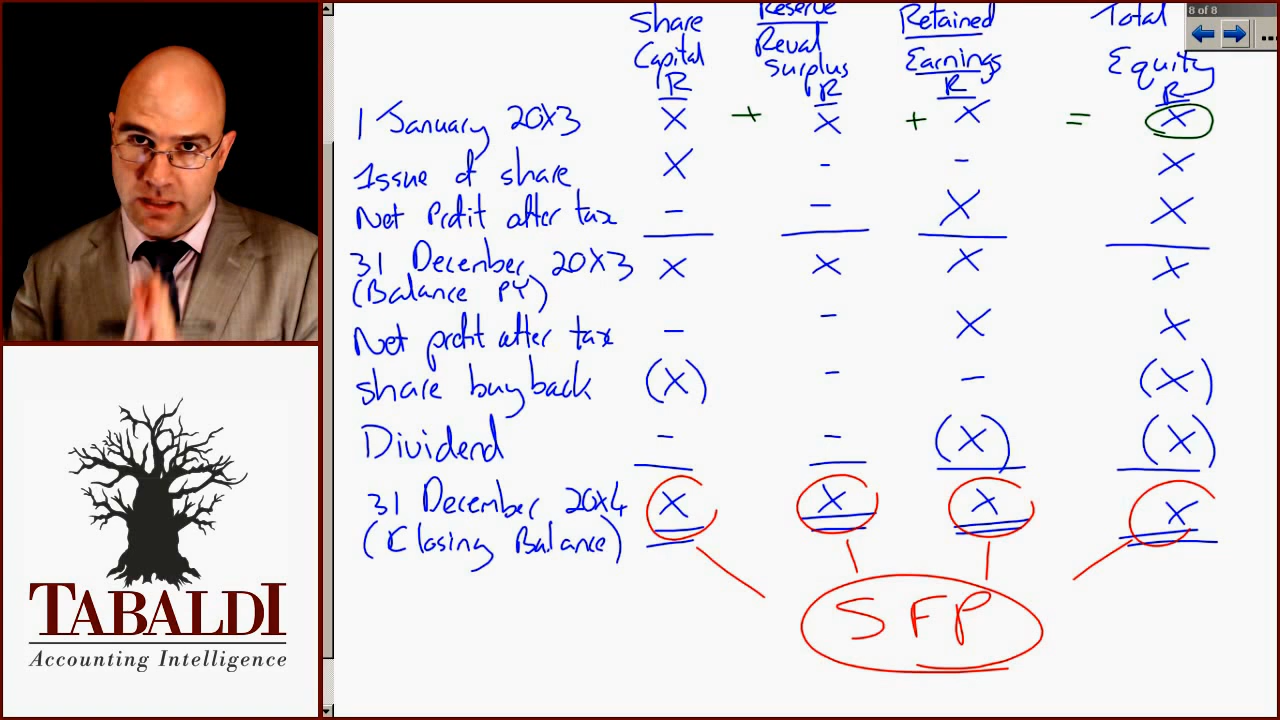 8 of 8
Share Capital R
Reserve Reval Surplus R
Retained Earnings R
Total Equity R
1 January 20X3 X + X + X = X
Issue of share X - - X
Net Profit after tax - - X X
31 December 20X3 X X X X
(Balance PY)
Net profit after tax - - X X
Share buyback (X) - - (X)
Dividend - - (X) (X)
31 December 20X4 X X X X
(Closing Balance)
SFP
TABALDI
Accounting Intelligence